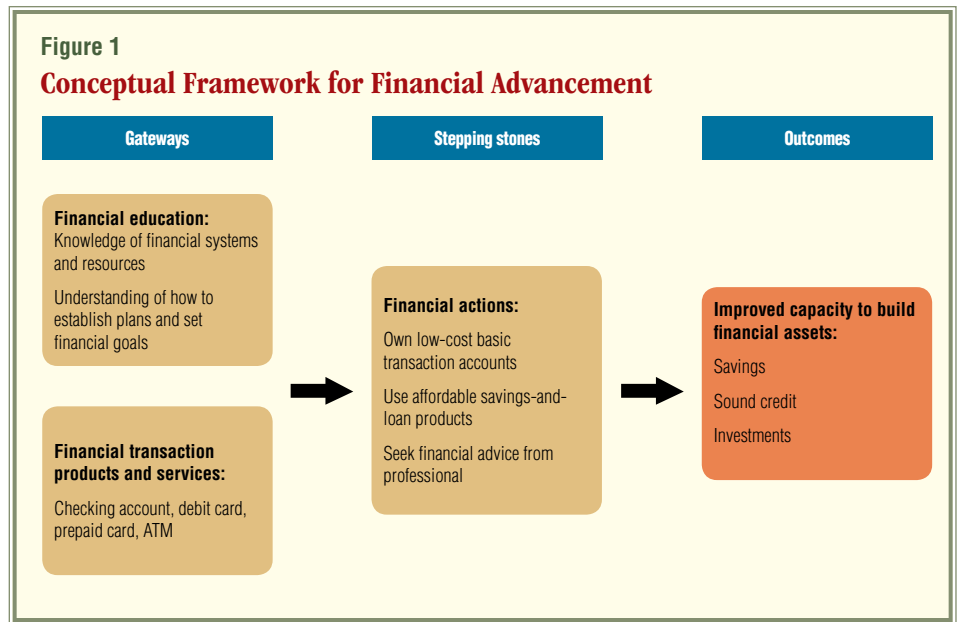 Figure 1
Conceptual Framework for Financial Advancement
Gateways
Financial education:
Knowledge of financial systems
and resources
Understanding of how to
establish plans and set
financial goals
Financial transaction
products and services:
Checking account, debit card,
prepaid card, ATM
Stepping stones
Financial actions:
Own low-cost basic
transaction accounts
Use affordable savings-and-
loan products
Seek financial advice from
professional
Outcomes
Improved capacity to build
financial assets:
Savings
Sound credit
Investments